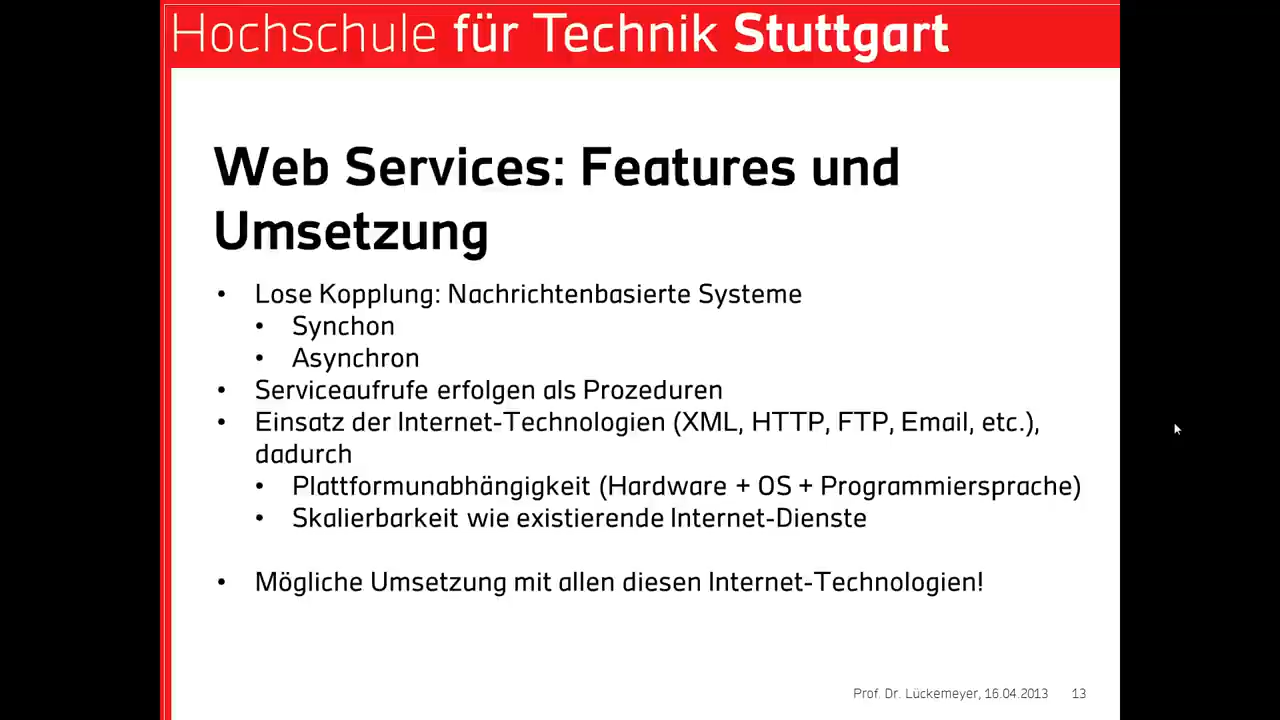 Hochschule für Technik Stuttgart
Web Services: Features und
Umsetzung
• Lose Kopplung: Nachrichtenbasierte Systeme
• Synchon
• Asynchron
• Serviceaufrufe erfolgen als Prozeduren
• Einsatz der Internet-Technologien (XML, HTTP, FTP, Email, etc.),
dadurch
• Plattformunabhängigkeit (Hardware + OS + Programmiersprache)
• Skalierbarkeit wie existierende Internet-Dienste
• Mögliche Umsetzung mit allen diesen Internet-Technologien!
Prof. Dr. Lückemeyer, 16.04.2013 13